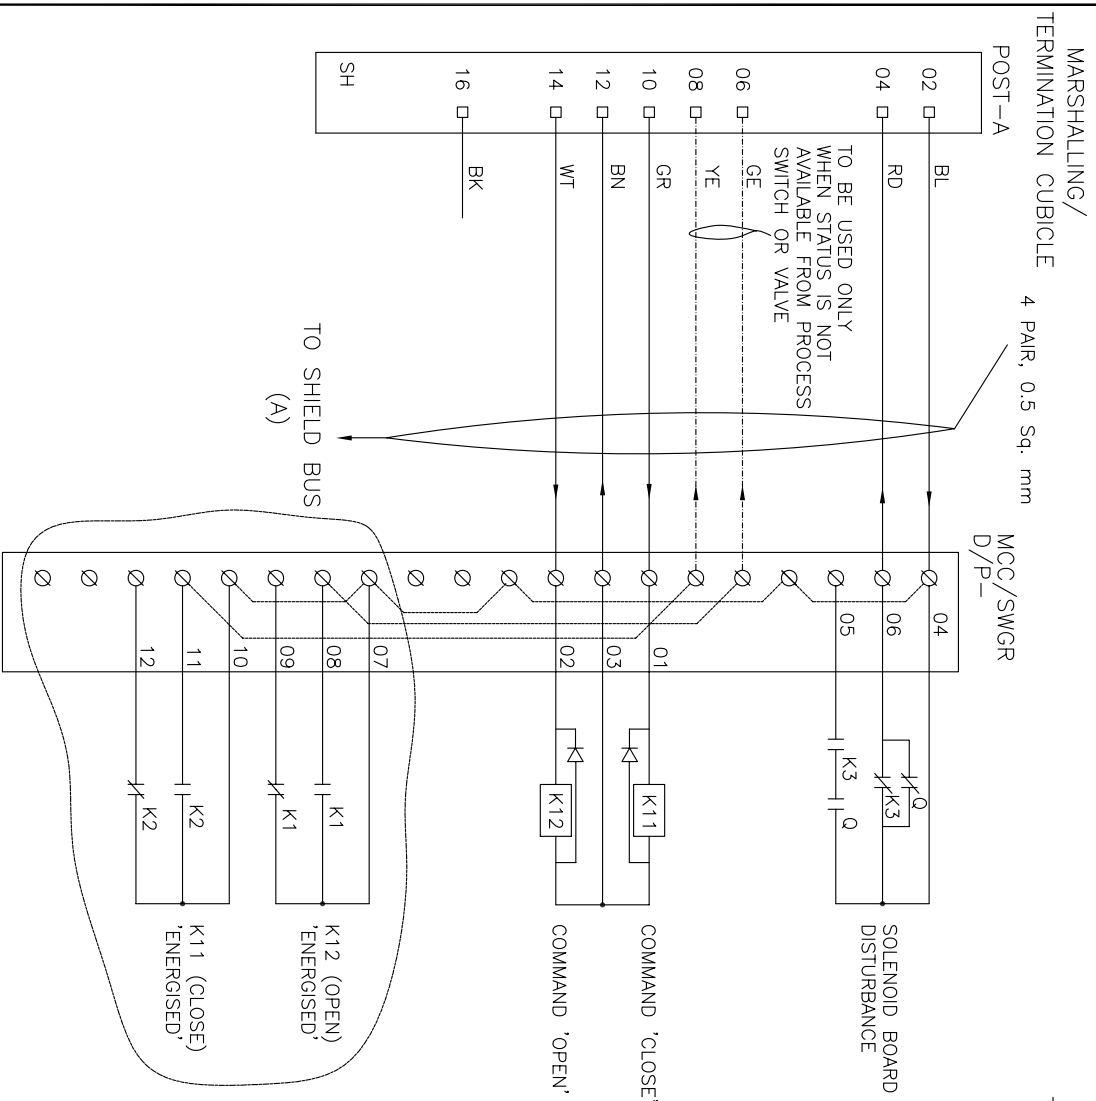 MARSHALLING/
TERMINATION CUBICLE
POST-A
02
04
06
08
10
12
14
16
SH
BL
RD
GE
YE
GR
BN
WT
BK
TO BE USED ONLY
WHEN STATUS IS NOT
AVAILABLE FROM PROCESS
SWITCH OR VALVE
4 PAIR, 0.5 Sq. mm
TO SHIELD BUS
(A)
MCC/SWGR
D/P-
04
06
05
01
03
02
07
08
09
10
11
12
Q
K3
K3
Q
K11
K12
K1
K1
K2
K2
SOLENOID BOARD
DISTURBANCE
COMMAND 'CLOSE'
COMMAND 'OPEN'
K12 (OPEN)
'ENERGISED'
K11 (CLOSE)
'ENERGISED'